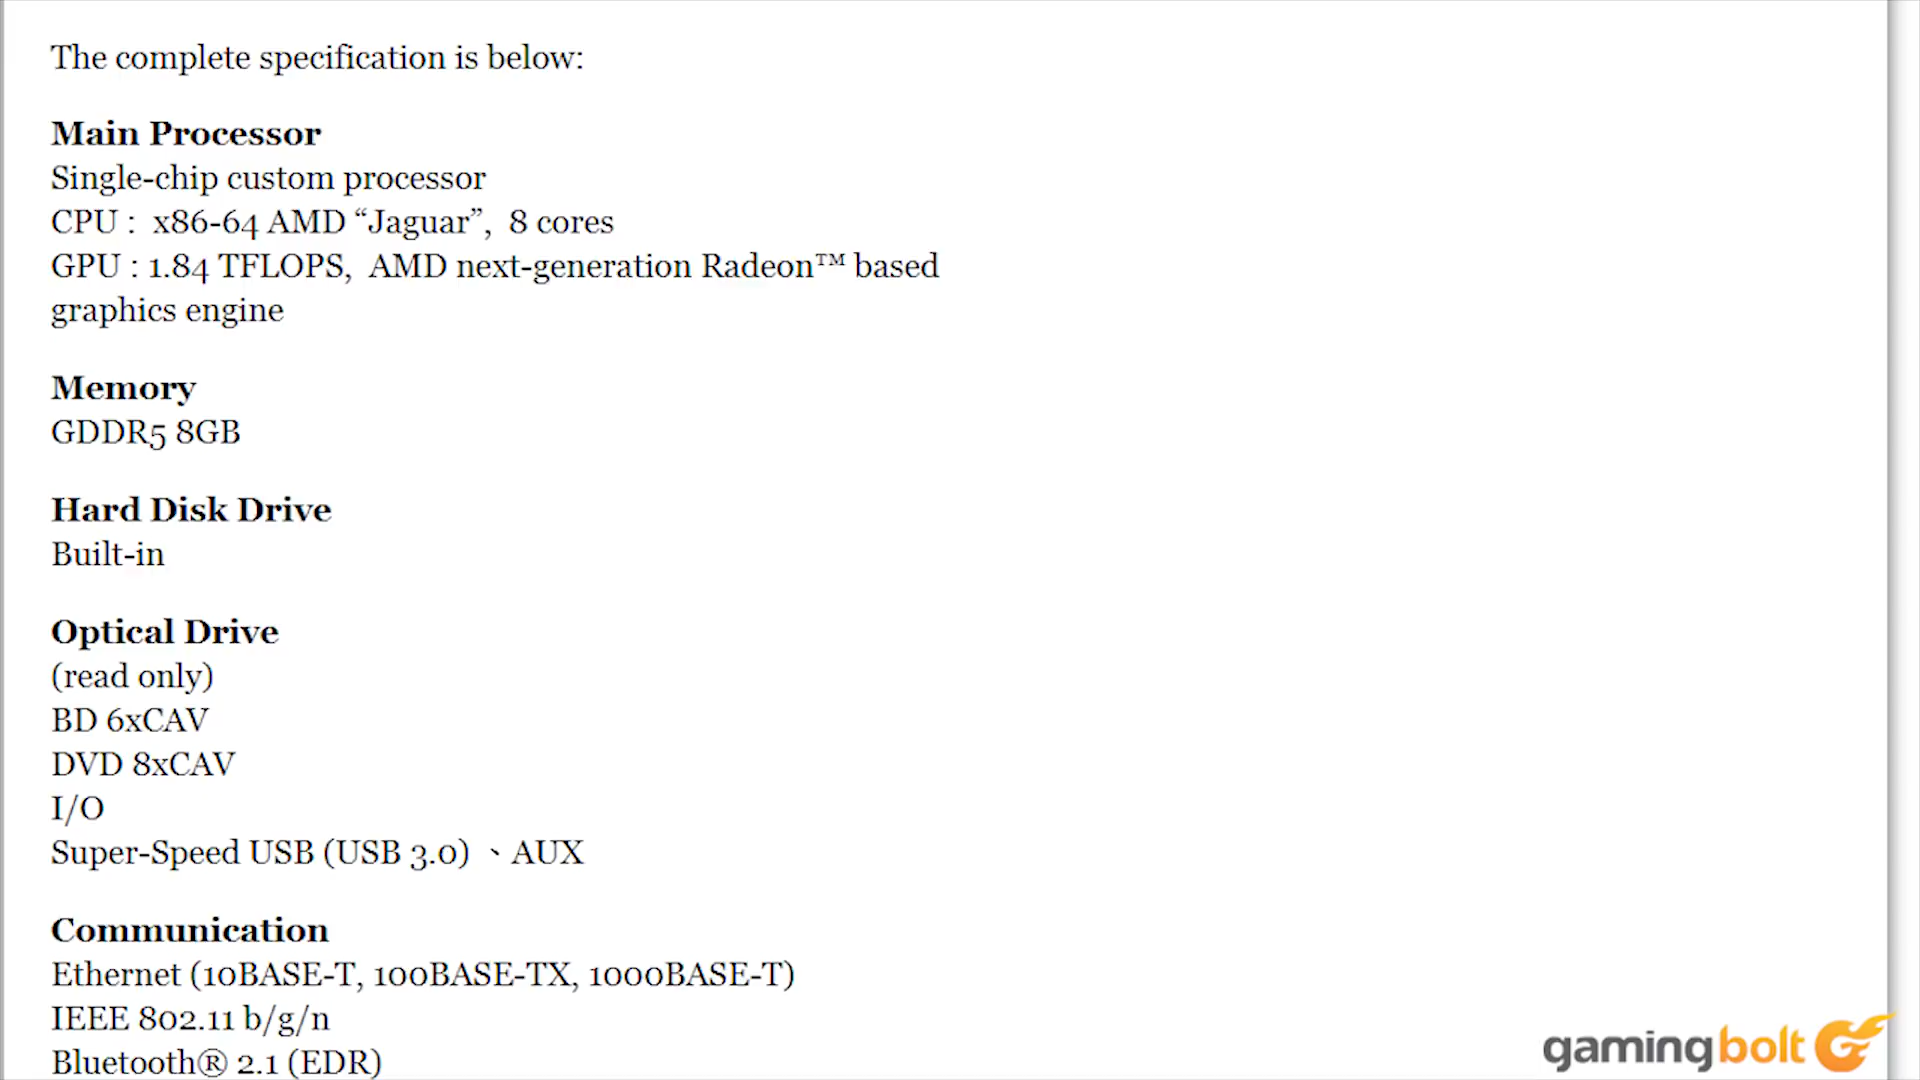 The complete specification is below:
Main Processor
Single-chip custom processor
CPU : x86-64 AMD “Jaguar”, 8 cores
GPU : 1.84 TFLOPS, AMD next-generation Radeon™ based
graphics engine
Memory
GDDR5 8GB
Hard Disk Drive
Built-in
Optical Drive
(read only)
BD 6xCAV
DVD 8xCAV
I/O
Super-Speed USB (USB 3.0) 、AUX
Communication
Ethernet (10BASE-T, 100BASE-TX, 1000BASE-T)
IEEE 802.11 b/g/n
Bluetooth® 2.1 (EDR)
gamingbolt